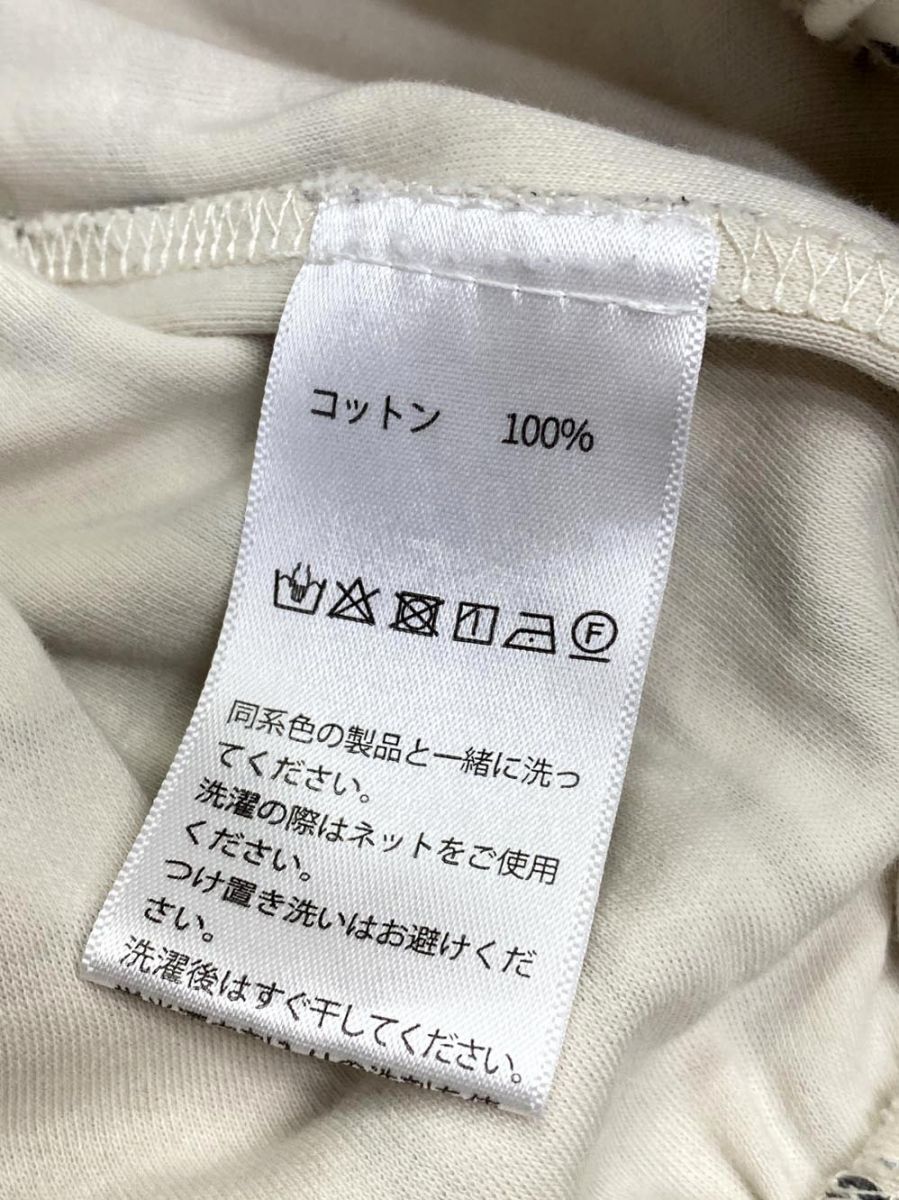 コットン 100%
F
同系色の製品と一緒に洗っ
てください。
洗濯の際はネットをご使用
ください。
つけ置き洗いはお避けくだ
さい。
洗濯後はすぐ干してください。